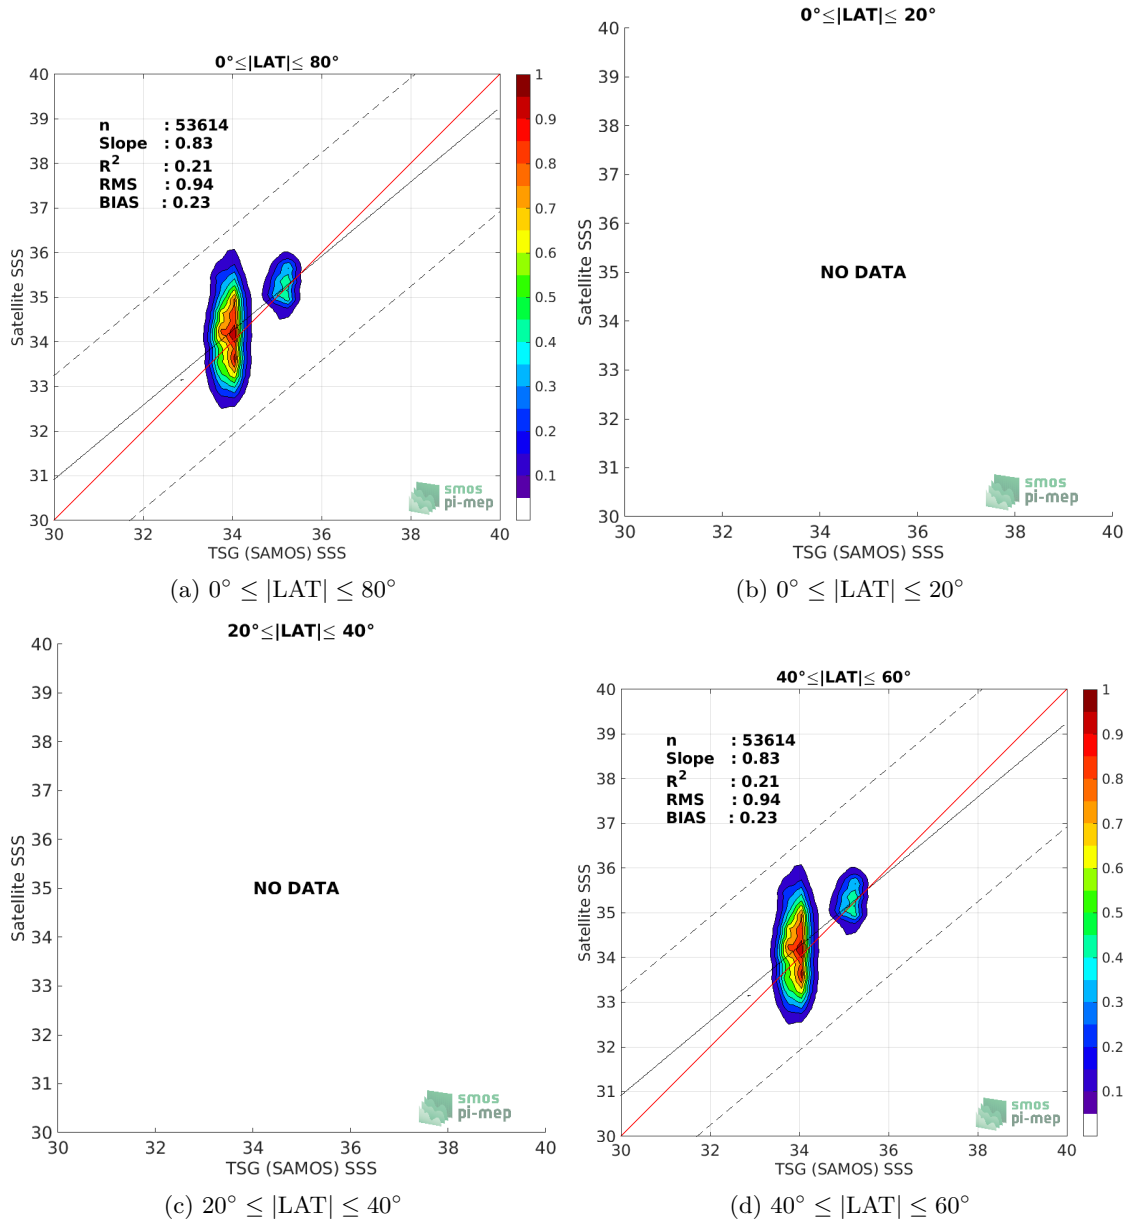 0°≤|LAT|≤ 80°
n : 53614
Slope : 0.83
R2 : 0.21
RMS : 0.94
BIAS : 0.23
40
39
38
37
36
35
34
33
32
31
30
Satellite SSS
30 32 34 36 38 40
TSG (SAMOS) SSS
1
0.9
0.8
0.7
0.6
0.5
0.4
0.3
0.2
0.1
smos
pi-mep
(a) 0° ≤ |LAT| ≤ 80°
0°≤|LAT|≤ 20°
40
39
38
37
36
35
34
33
32
31
30
Satellite SSS
NO DATA
smos
pi-mep
30 32 34 36 38 40
TSG (SAMOS) SSS
(b) 0° ≤ |LAT| ≤ 20°
20°≤|LAT|≤ 40°
40
39
38
37
36
35
34
33
32
31
30
Satellite SSS
NO DATA
smos
pi-mep
30 32 34 36 38 40
TSG (SAMOS) SSS
(c) 20° ≤ |LAT| ≤ 40°
40°≤|LAT|≤ 60°
n : 53614
Slope : 0.83
R2 : 0.21
RMS : 0.94
BIAS : 0.23
40
39
38
37
36
35
34
33
32
31
30
Satellite SSS
30 32 34 36 38 40
TSG (SAMOS) SSS
1
0.9
0.8
0.7
0.6
0.5
0.4
0.3
0.2
0.1
smos
pi-mep
(d) 40° ≤ |LAT| ≤ 60°